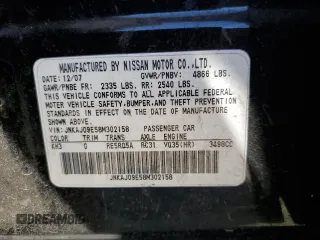 MANUFACTURED BY NISSAN MOTOR CO.,LTD.
DATE: 12/07 GVWR/PNBV: 4866 LBS.
GAWR/PNBE FR: 2335 LBS. RR: 2540 LBS.
THIS VEHICLE CONFORMS TO ALL APPLICABLE FEDERAL
MOTOR VEHICLE SAFETY, BUMPER, AND THEFT PREVENTION
STANDARDS IN EFFECT ON THE DATE OF MANUFACTURE
SHOWN ABOVE.
VIN: JNKAJ09E58M302158 PASSENGER CAR
COLOR TRIM TRANS AXLE ENGINE
KH3 RE5R05A RC31 VQ35(HR) 3498CC
JNKAJ09E58M302158
DREAMBID